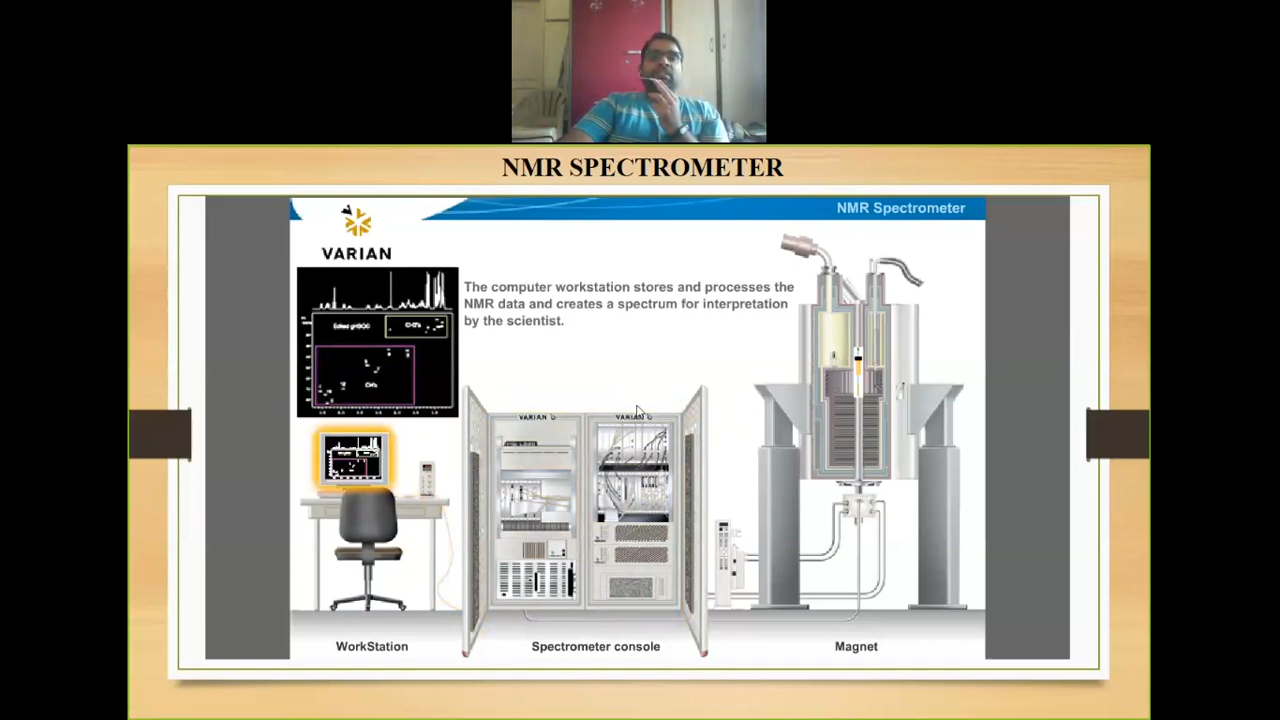 NMR SPECTROMETER
NMR Spectrometer
VARIAN
The computer workstation stores and processes the
NMR data and creates a spectrum for interpretation
by the scientist.
VARIAN
VARIAN
WorkStation
Spectrometer console
Magnet